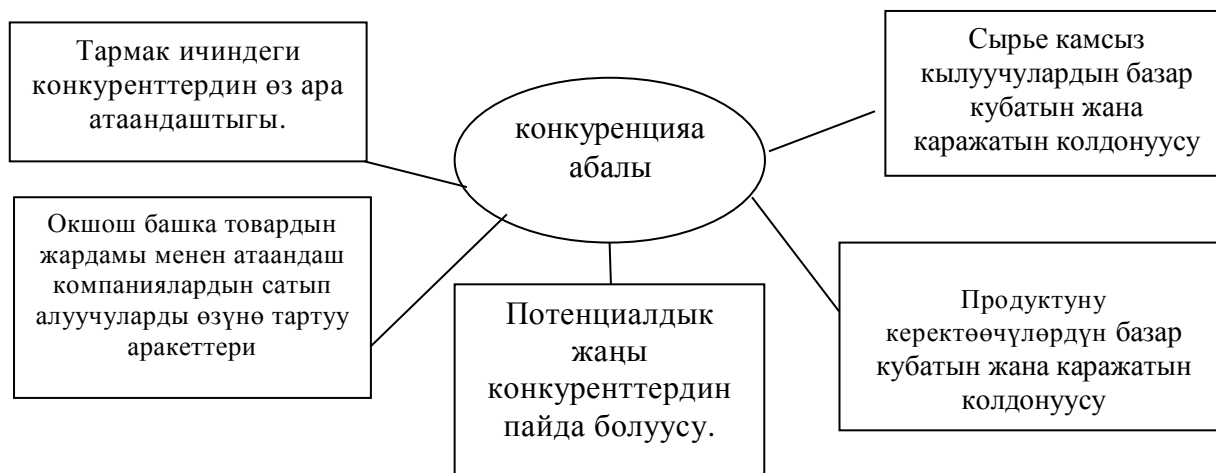 Тармак ичиндеги
конкуренттердин өз ара
атаандаштыгы.
конкуренцияа
абалы
Сырье камсыз
кылуучулардын базар
кубатын жана
каражатын колдонуусу
Окшош башка товардын
жардамы менен атаандаш
компаниялардын сатып
алуучуларды өзүнө тартуу
аракеттери
Потенциалдык
жаңы
конкуренттердин
пайда болуусу.
Продуктуну
керектөөчүлөрдүн базар
кубатын жана каражатын
колдонуусу